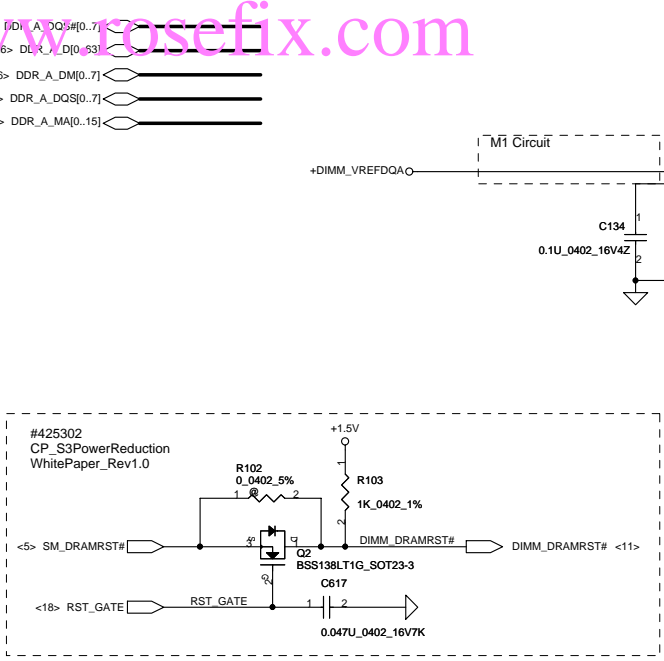 www.rosefix.com
DDR_A_DQS#[0..7]
6> DDR_A_D[0..63]
6> DDR_A_DM[0..7]
> DDR_A_DQS[0..7]
> DDR_A_MA[0..15]
M1 Circuit
+DIMM_VREFDQA
1
C134
0.1U_0402_16V4Z
2
#425302
CP_S3PowerReduction
WhitePaper_Rev1.0
+1.5V
R102
0_0402_5%
1 @ 2
1
R103
1K_0402_1%
2
<5> SM_DRAMRST#
3 S D 1
DIMM_DRAMRST#
DIMM_DRAMRST# <11>
Q2
BSS138LT1G_SOT23-3
G
2
C617
<18> RST_GATE
RST_GATE
1 2
0.047U_0402_16V7K